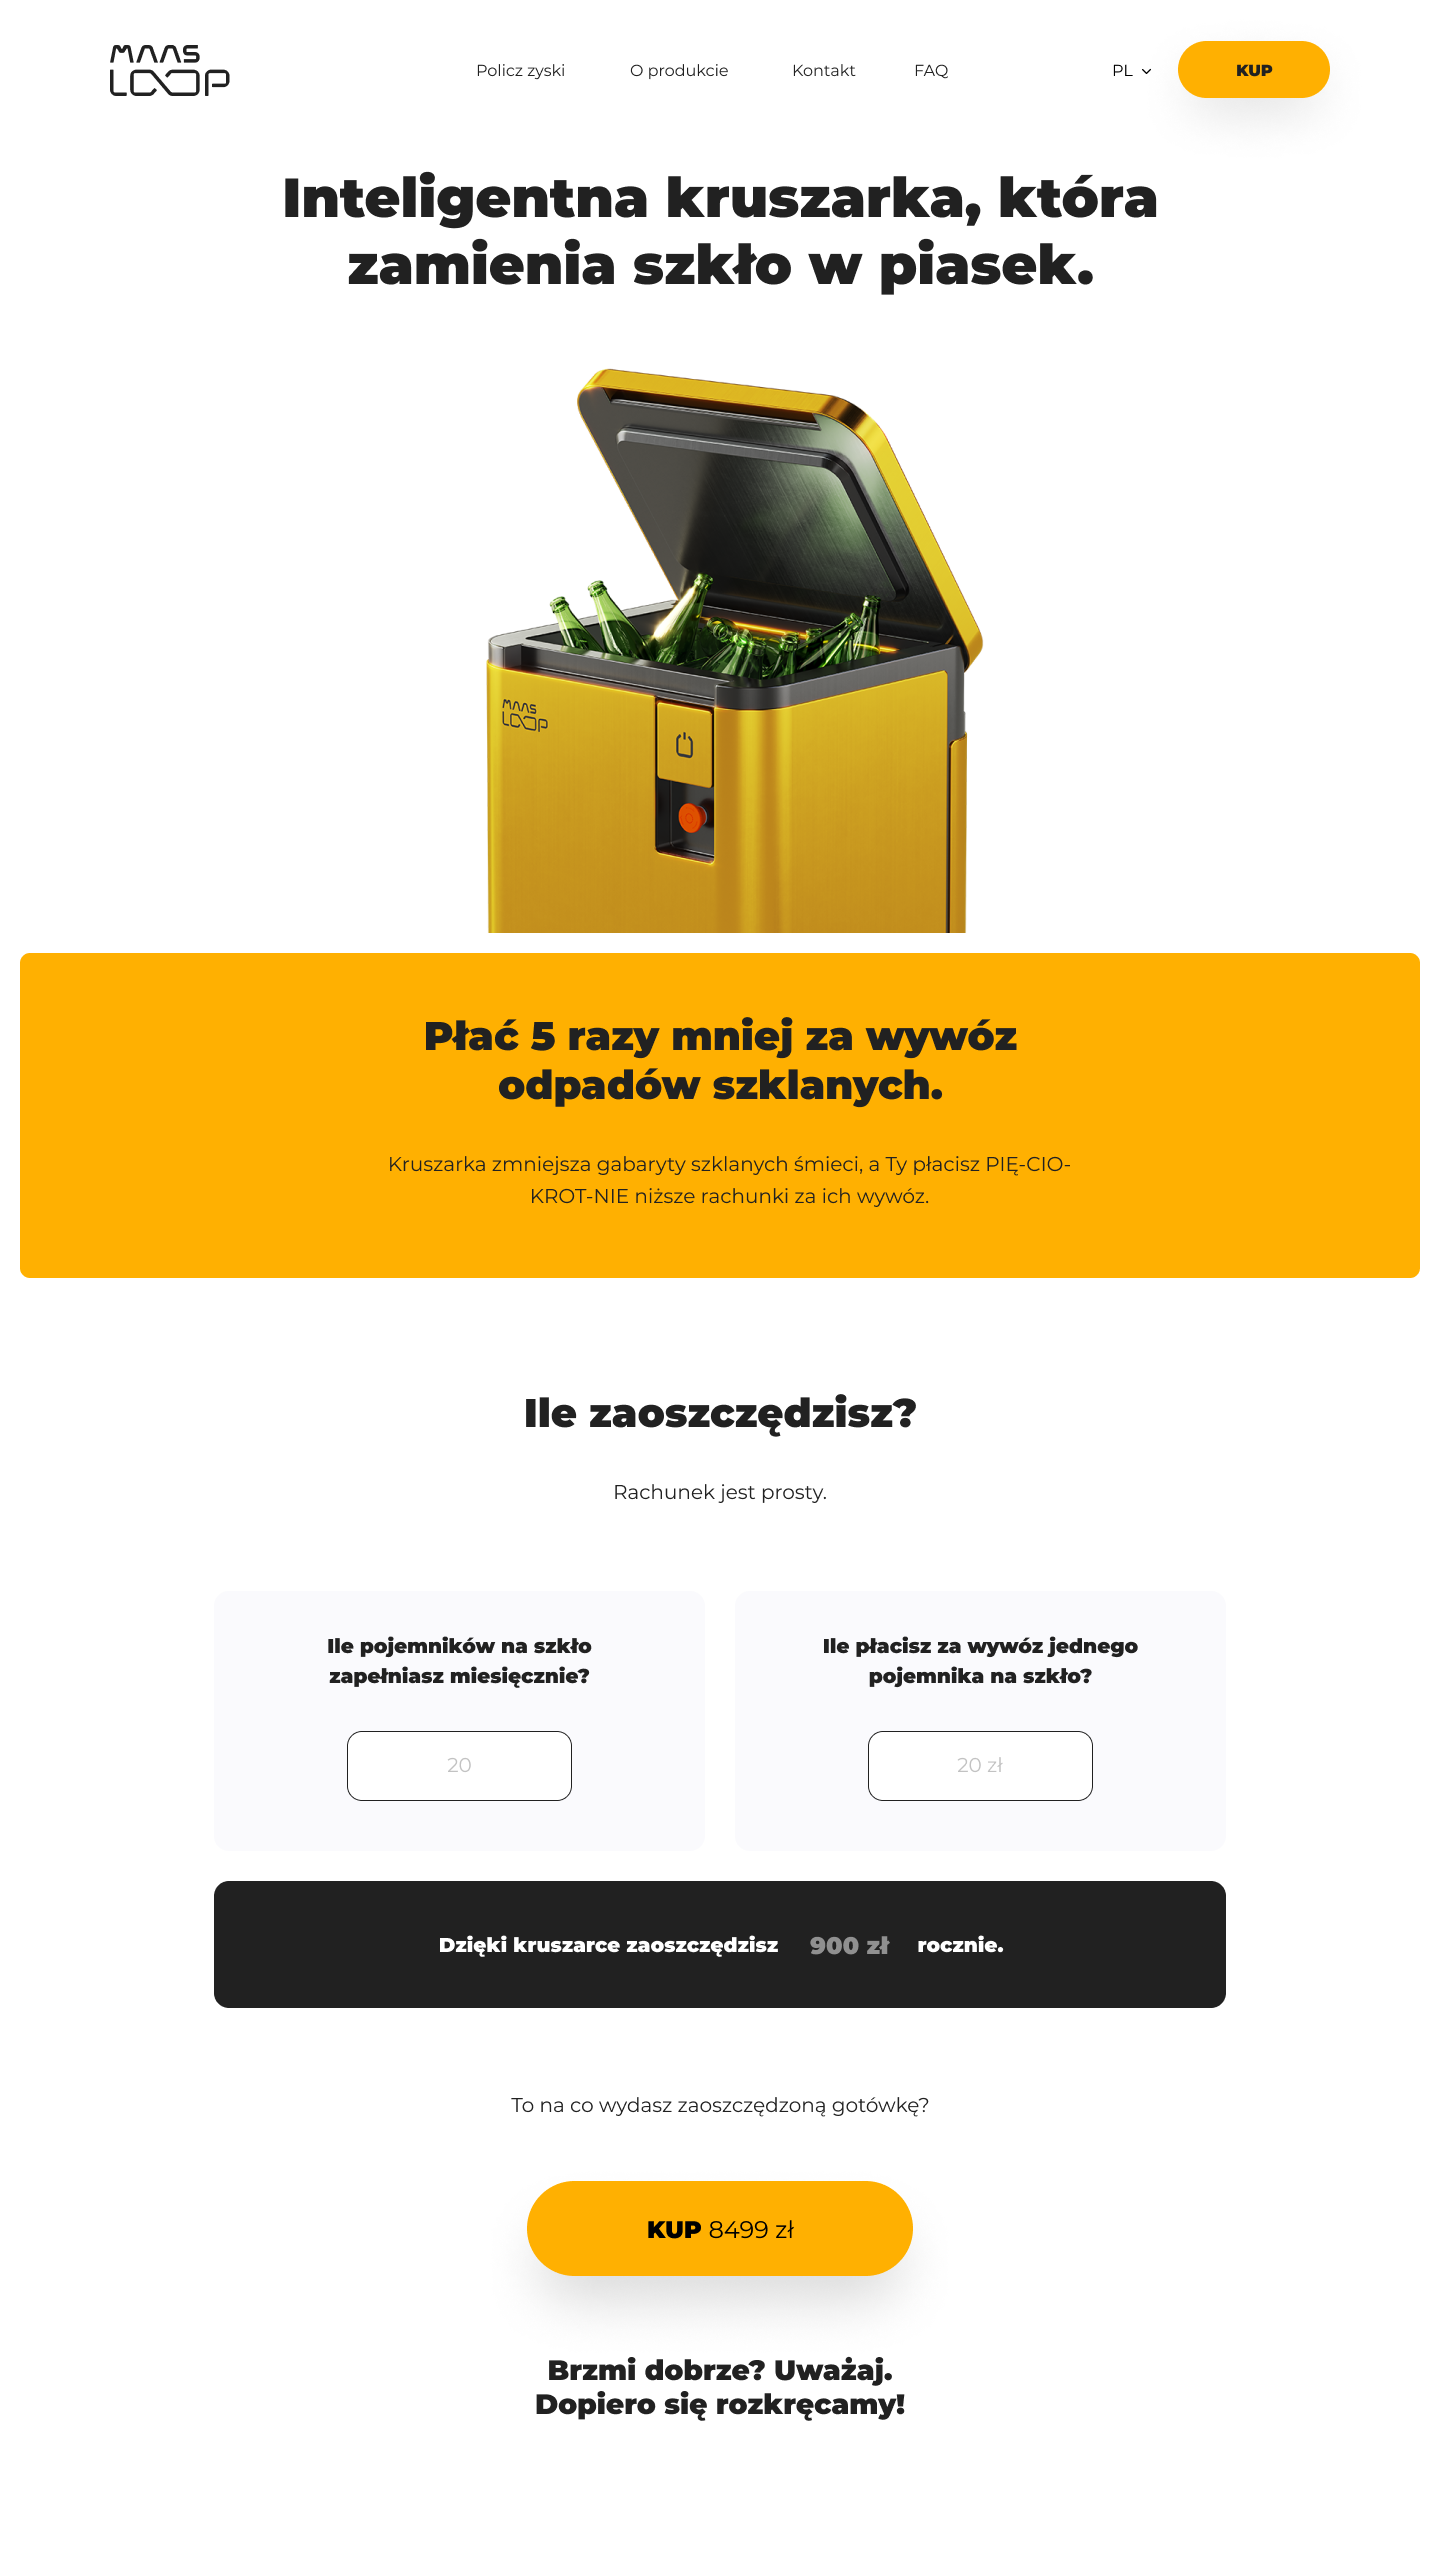 MAAS
LOOP
Policz zyski
O produkcie
Kontakt
FAQ
PL
KUP
Inteligentna kruszarka, która
zamienia szkło w piasek.
MAAS
LOOP
Płać 5 razy mniej za wywóz
odpadów szklanych.
Kruszarka zmniejsza gabaryty szklanych śmieci, a Ty płacisz PIĘ-CIO-
KROT-NIE niższe rachunki za ich wywóz.
Ile zaoszczędzisz?
Rachunek jest prosty.
Ile pojemników na szkło
zapełniasz miesięcznie?
20
Ile płacisz za wywóz jednego
pojemnika na szkło?
20 zł
Dzięki kruszarce zaoszczędzisz 900 zł rocznie.
To na co wydasz zaoszczędzoną gotówkę?
KUP 8499 zł
Brzmi dobrze? Uważaj.
Dopiero się rozkręcamy!